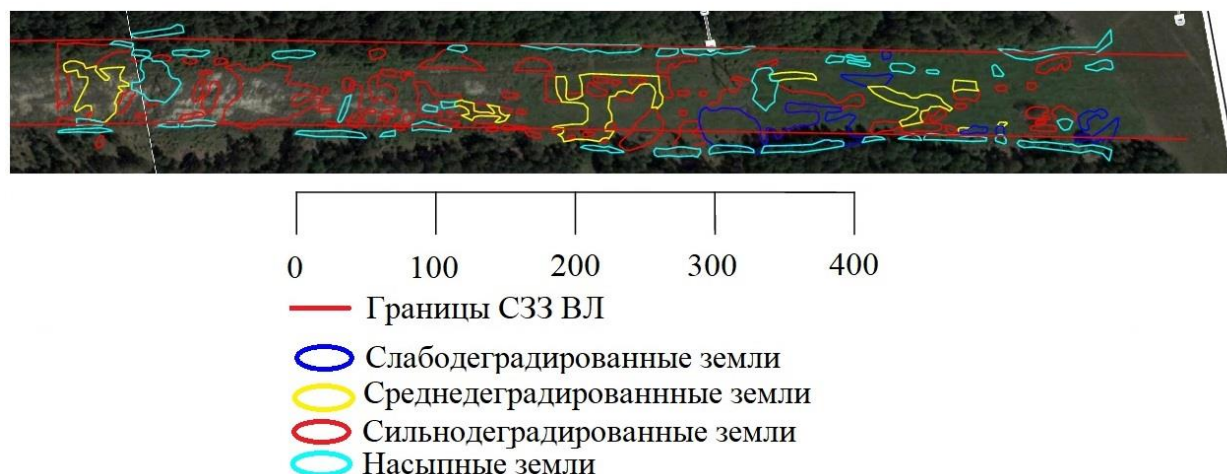 0 100 200 300 400
Границы СЗЗ ВЛ
Слабодеградированные земли
Среднедеградированнные земли
Сильнодеградированные земли
Насыпные земли